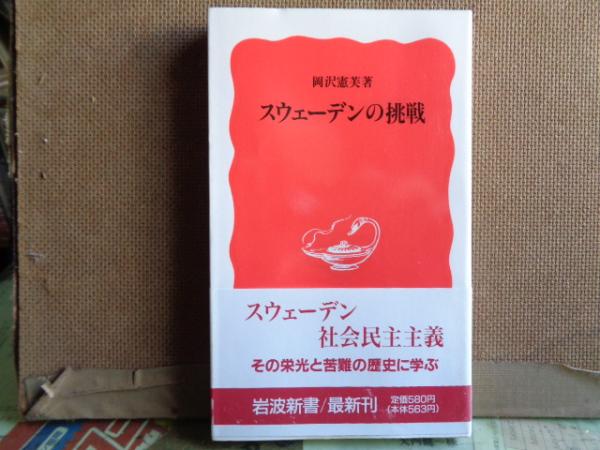 岡沢憲芙著
スウェーデンの挑戦
スウェーデン
社会民主主義
その栄光と苦難の歴史に学ぶ
岩波新書/最新刊
定価580円
(本体563円)